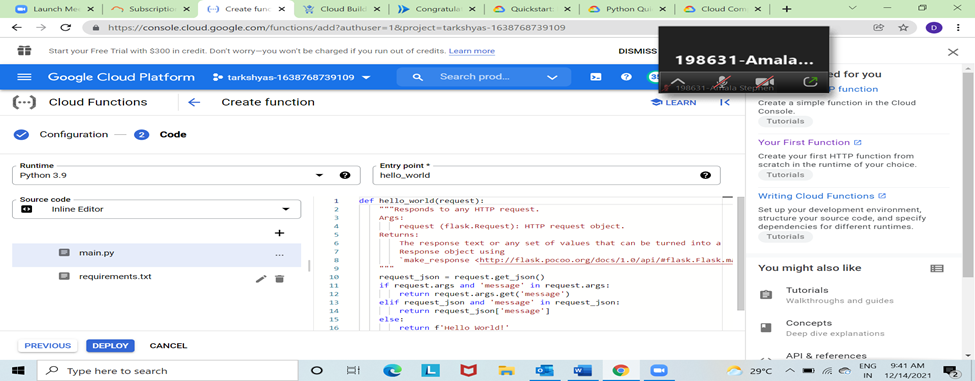 Launch Me
Subscription
Create func
Cloud Build
Congratula
Quickstart:
Python Qui
Cloud Com
https://console.cloud.google.com/functions/add?authuser=1&project=tarkshyas-1638768739109
D
Start your Free Trial with $300 in credit. Don't worry—you won't be charged if you run out of credits. Learn more
DISMISS
198631-Amala...
198631-Amala Stephen
Google Cloud Platform
tarkshyas-1638768739109
Search prod...
Cloud Functions
Create function
LEARN
Configuration — 2 Code
Runtime
Python 3.9
Entry point *
hello_world
Source code
Inline Editor
main.py
requirements.txt
1 def hello_world(request):
2 """Responds to any HTTP request.
3 Args:
4 request (flask.Request): HTTP request object.
5 Returns:
6 The response text or any set of values that can be turned into a
7 Response object using
8 `make_response <http://flask.pocoo.org/docs/1.0/api/#flask.Flask.m
9 """
10 request_json = request.get_json()
11 if request.args and 'message' in request.args:
12 return request.args.get('message')
13 elif request_json and 'message' in request_json:
14 return request_json['message']
15 else:
16 return f'Hello World!'
PREVIOUS
DEPLOY
CANCEL
ed for you
function
Create a simple function in the Cloud
Console.
Tutorials
Your First Function
Create your first HTTP function from
scratch in the runtime of your choice.
Tutorials
Writing Cloud Functions
Set up your development environment,
structure your source code, and specify
dependencies for different runtimes.
Tutorials
You might also like
Tutorials
Walkthroughs and guides
Concepts
Deep dive explanations
API & references
Type here to search
29°C
ENG
IN
9:41 AM
12/14/2021
2